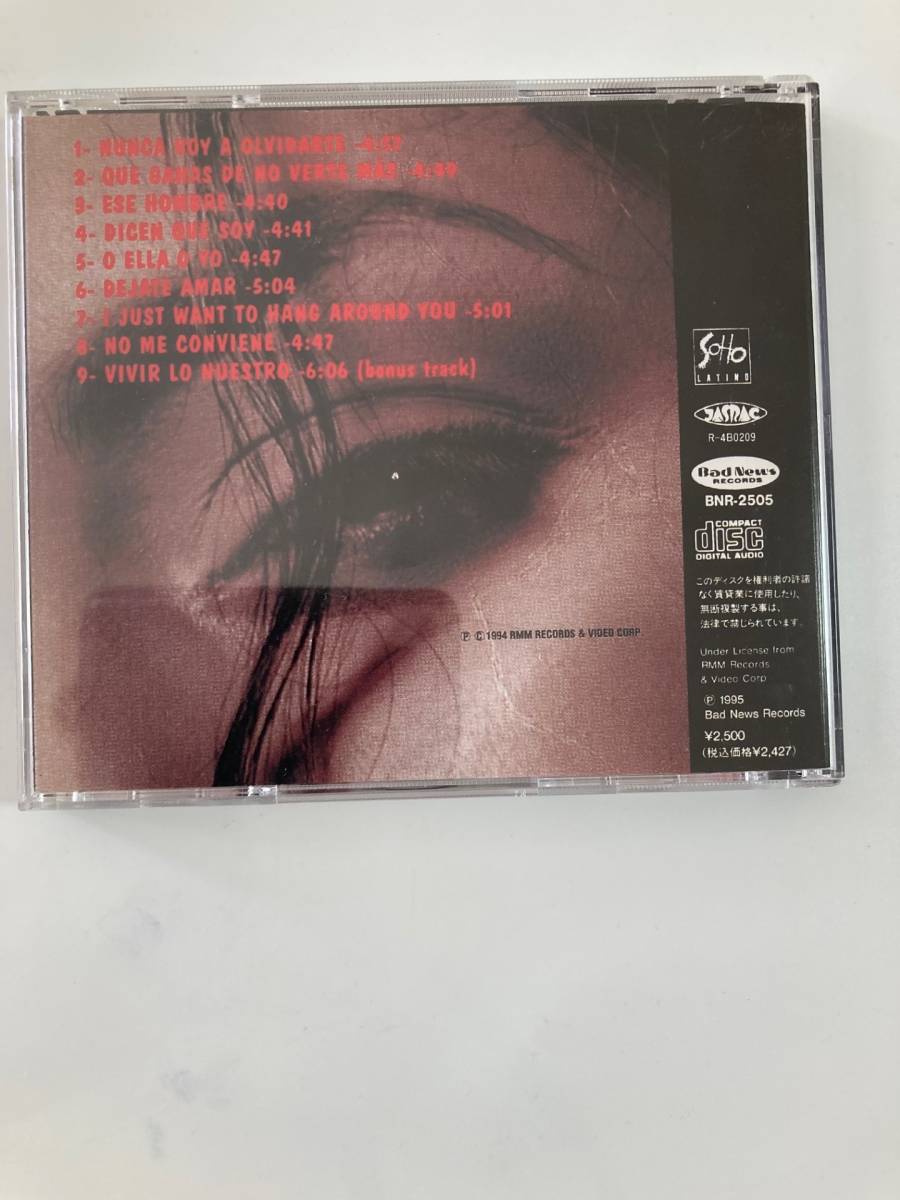 1- NUNCA VOY A OLVIDARTE -4:37
2- QUE GANAS DE NO VERTE MAS -4:49
3- ESE HOMBRE -4:40
4- DICEN QUE SOY -4:41
5- O ELLA O YO -4:47
6- DEJATE AMAR -5:04
7- I JUST WANT TO HANG AROUND YOU -5:01
8- NO ME CONVIENE -4:47
9- VIVIR LO NUESTRO -6:06 (bonus track)
Ⓟ Ⓒ 1994 RMM RECORDS & VIDEO CORP.
SOHO
LATINO
JASRAC
R-4B0209
Bad News
RECORDS
BNR-2505
COMPACT
disc
DIGITAL AUDIO
このディスクを権利者の許諾
なく賃貸業に使用したり、
無断複製する事は、
法律で禁じられています。
Under License from
RMM Records
& Video Corp
Ⓟ 1995
Bad News Records
¥2,500
(税込価格¥2,427)